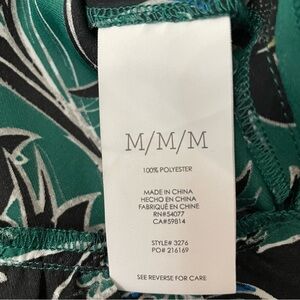 M/M/M
100% POLYESTER
MADE IN CHINA
HECHO EN CHINA
FABRIQUÉ EN CHINE
RN#54077
CA#59814
STYLE# 3276
PO# 216169
SEE REVERSE FOR CARE